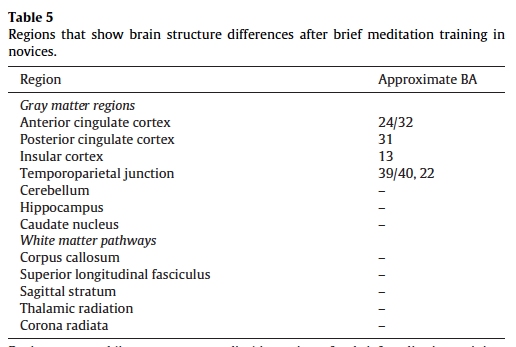 Table 5
Regions that show brain structure differences after brief meditation training in
novices.
Region Approximate BA
Gray matter regions
Anterior cingulate cortex 24/32
Posterior cingulate cortex 31
Insular cortex 13
Temporoparietal junction 39/40, 22
Cerebellum –
Hippocampus –
Caudate nucleus –
White matter pathways
Corpus callosum –
Superior longitudinal fasciculus –
Sagittal stratum –
Thalamic radiation –
Corona radiata –